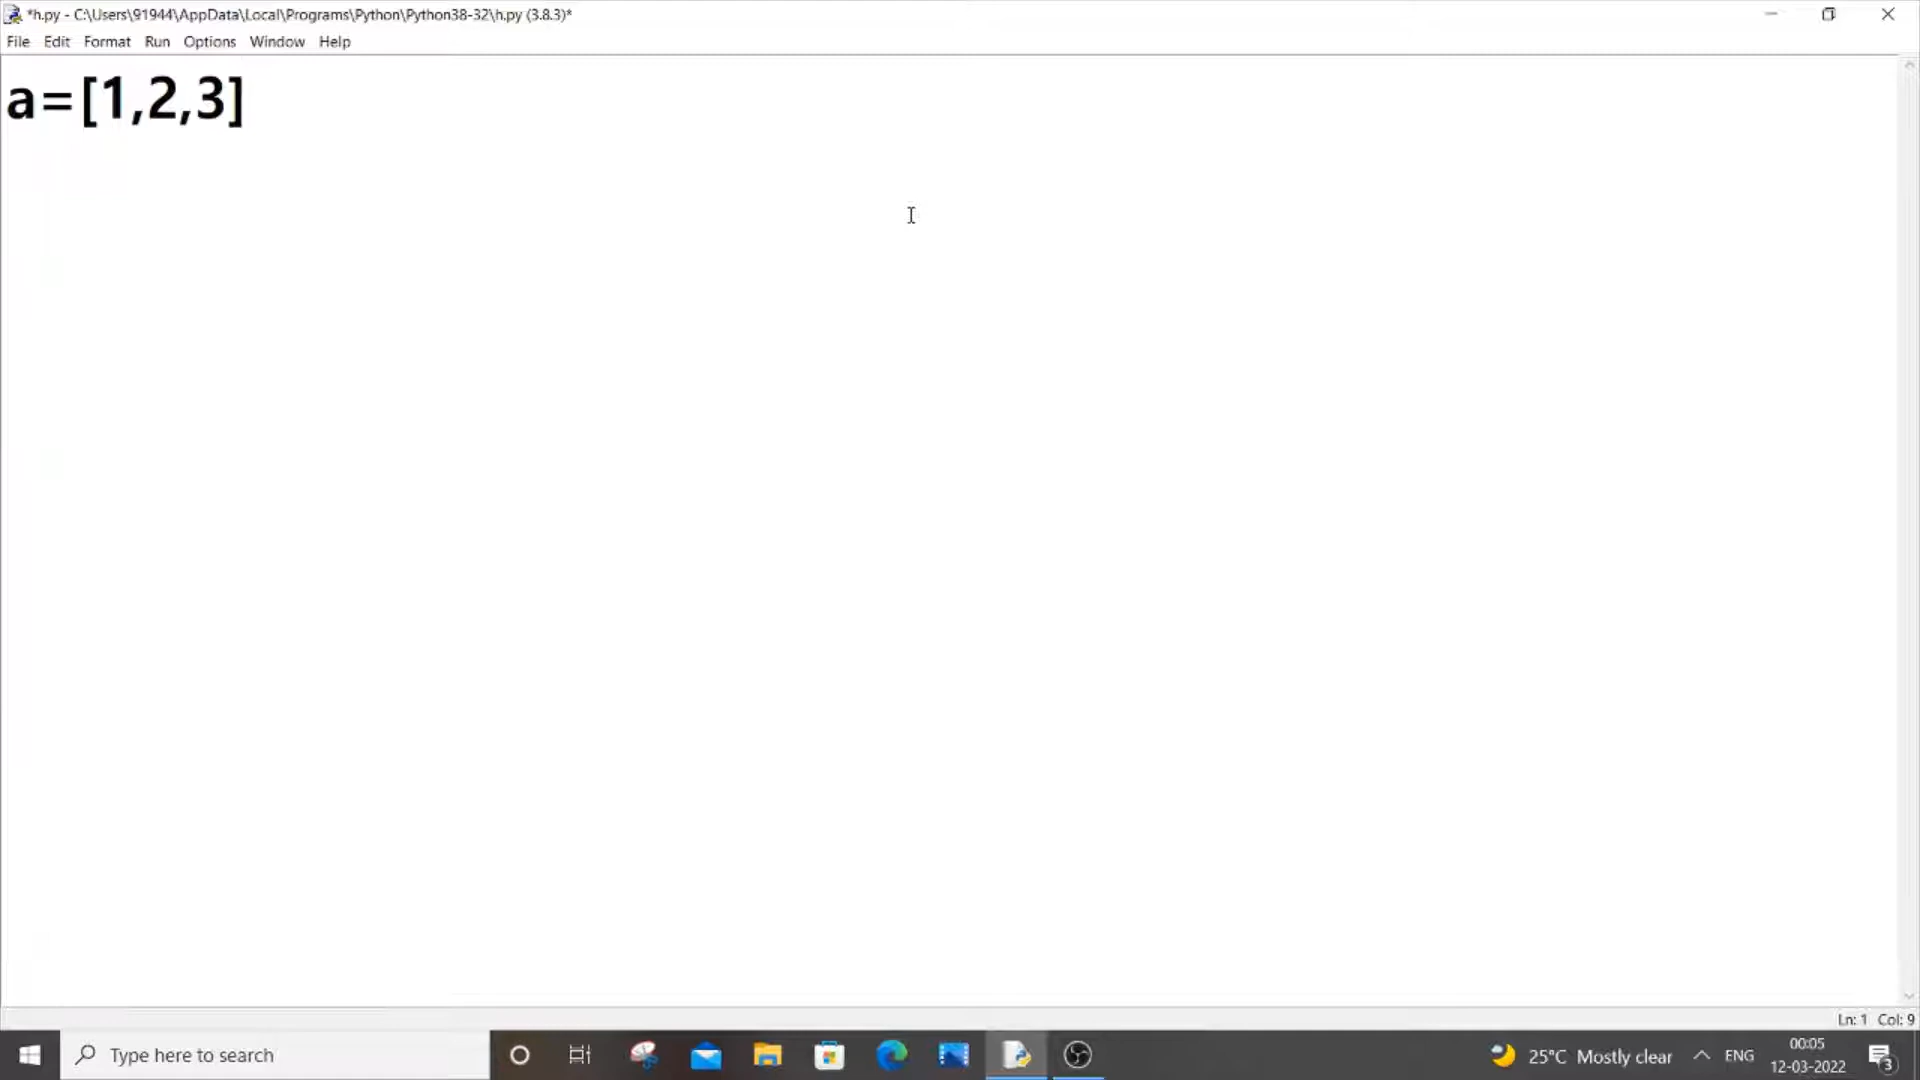 *h.py - C:\Users\91944\AppData\Local\Programs\Python\Python38-32\h.py (3.8.3)*
File Edit Format Run Options Window Help
a=[1,2,3]
Ln: 1 Col: 9
Type here to search
25°C Mostly clear
ENG
00:05
12-03-2022
3